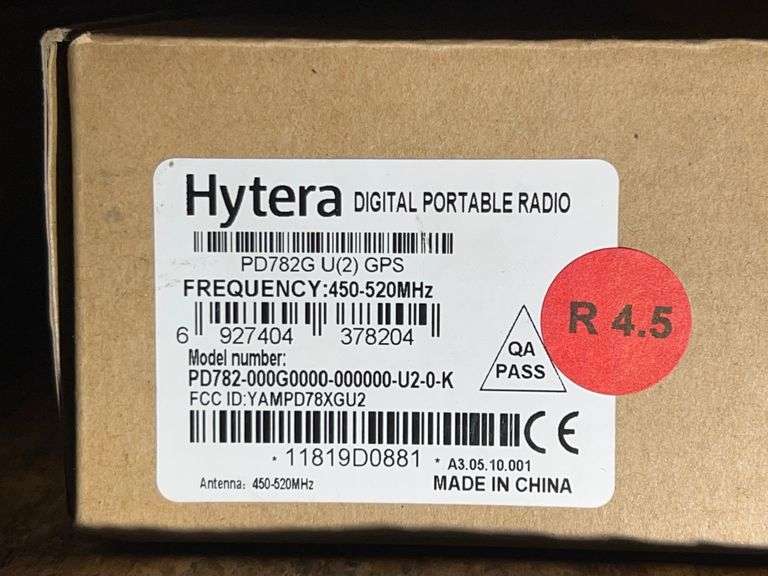 Hytera DIGITAL PORTABLE RADIO
PD782G U(2) GPS
FREQUENCY:450-520MHz
6 927404 378204
R 4.5
QA
PASS
Model number:
PD782-000G0000-000000-U2-0-K
FCC ID:YAMPD78XGU2
CE
*11819D0881* A3.05.10.001
Antenna: 450-520MHz MADE IN CHINA